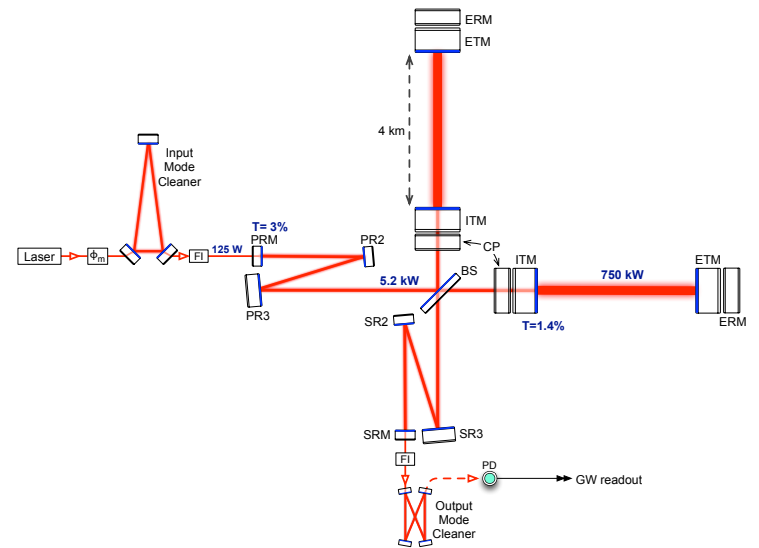 ERM
ETM
4 km
Input
Mode
Cleaner
ITM
T= 3%
PRM
PR2
CP
ITM
ETM
Laser
Φm
FI
125 W
BS
5.2 kW
750 kW
PR3
SR2
T=1.4%
ERM
SRM
SR3
FI
PD
GW readout
Output
Mode
Cleaner